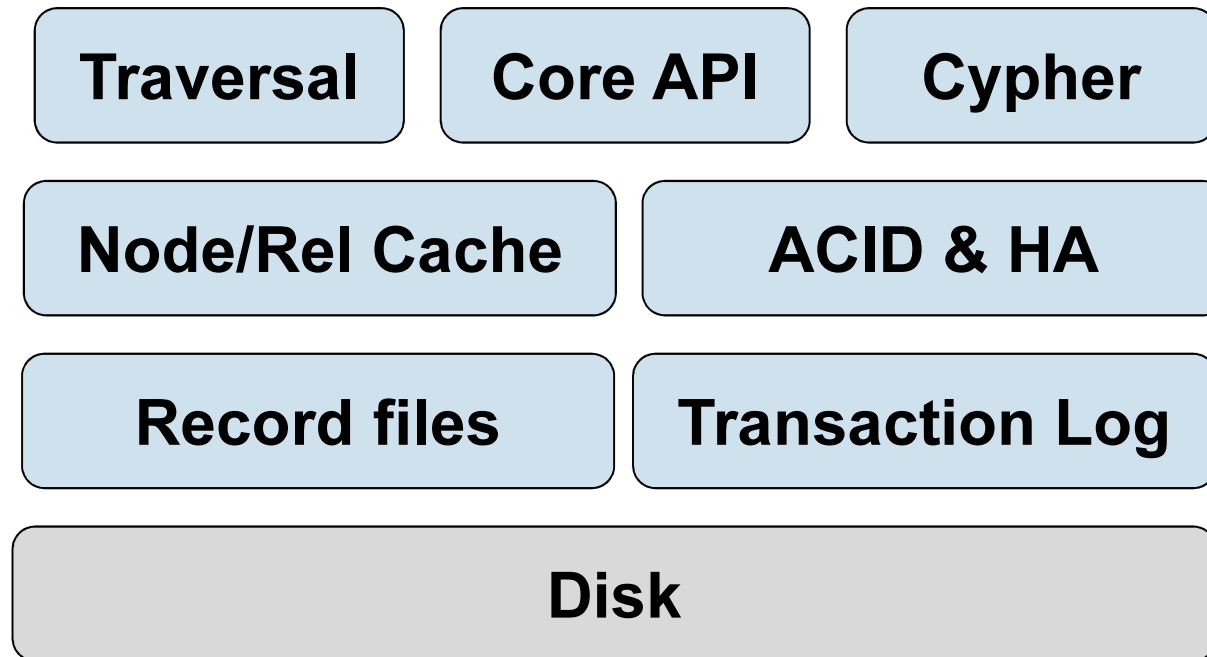 Traversal
Core API
Cypher
Node/Rel Cache
ACID & HA
Record files
Transaction Log
Disk